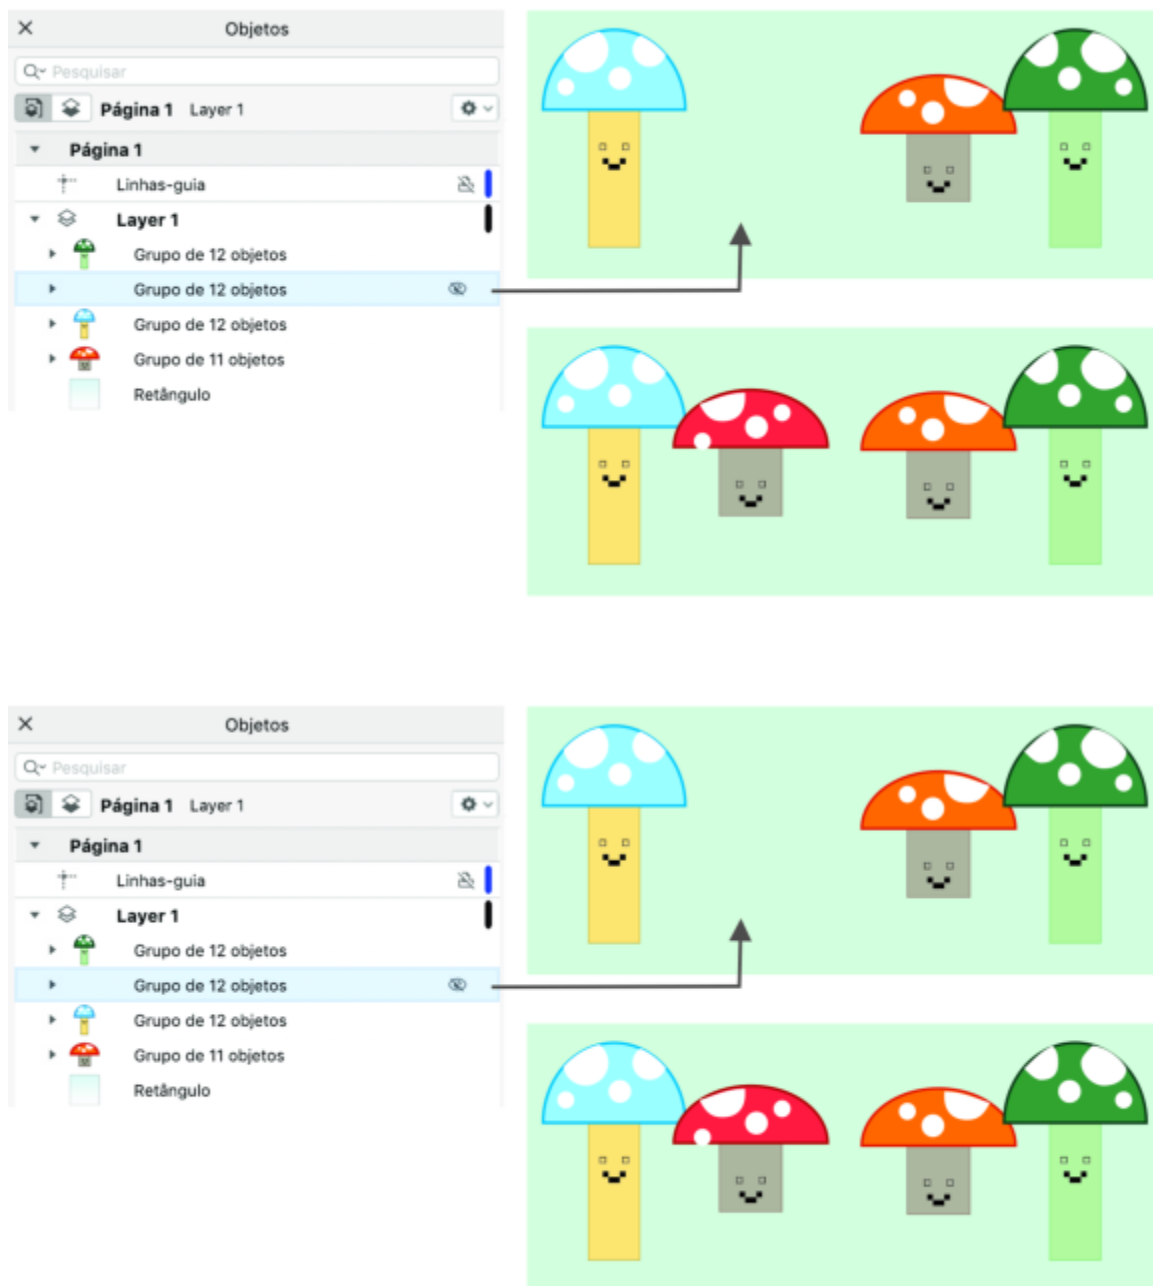 Objetos
Pesquisar
Página 1 Layer 1
Página 1
Linhas-guia
Layer 1
Grupo de 12 objetos
Grupo de 12 objetos
Grupo de 12 objetos
Grupo de 11 objetos
Retângulo
Objetos
Pesquisar
Página 1 Layer 1
Página 1
Linhas-guia
Layer 1
Grupo de 12 objetos
Grupo de 12 objetos
Grupo de 12 objetos
Grupo de 11 objetos
Retângulo